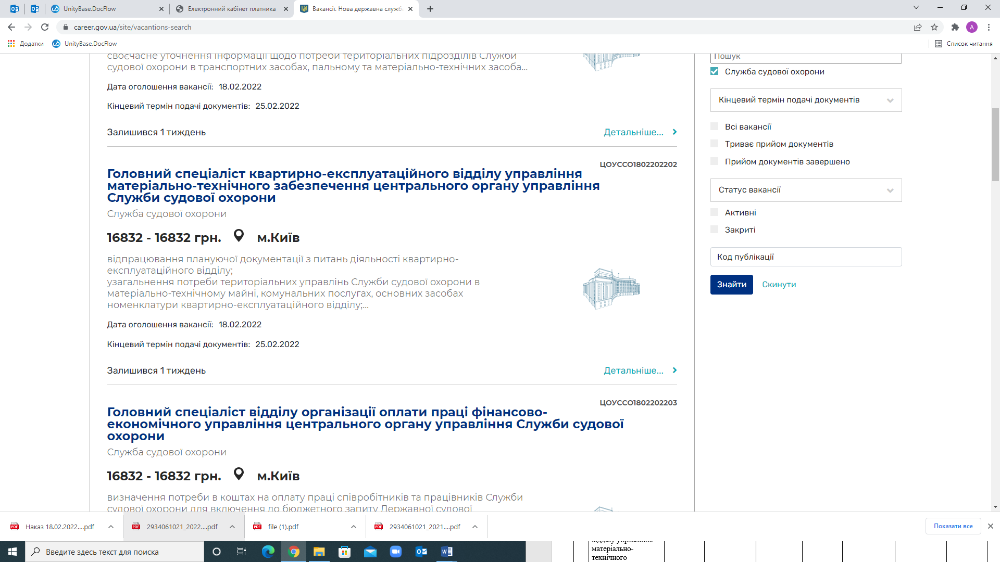 UnityBase.DocFlow
Електронний кабінет платника
Вакансії. Нова державна служб
career.gov.ua/site/vacantions-search
A
Додатки
UnityBase.DocFlow
Список читання
своєчасне уточнення інформації щодо потреби територіальних підрозділів Служби
судової охорони в транспортних засобах, пальному та матеріально-технічних засоба...
Дата оголошення вакансії: 18.02.2022
Кінцевий термін подачі документів: 25.02.2022
Залишився 1 тиждень
Детальніше...
ЦОУССО1802202202
Головний спеціаліст квартирно-експлуатаційного відділу управління
матеріально-технічного забезпечення центрального органу управління
Служби судової охорони
Служба судової охорони
16832 - 16832 грн. м.Київ
відпрацювання плануючої документації з питань діяльності квартирно-
експлуатаційного відділу;
узагальнення потреби територіальних управлінь Служби судової охорони в
матеріально-технічному майні, комунальних послугах, основних засобах
номенклатури квартирно-експлуатаційного відділу;...
Дата оголошення вакансії: 18.02.2022
Кінцевий термін подачі документів: 25.02.2022
Залишився 1 тиждень
Детальніше...
ЦОУССО1802202203
Головний спеціаліст відділу організації оплати праці фінансово-
економічного управління центрального органу управління Служби судової
охорони
Служба судової охорони
16832 - 16832 грн. м.Київ
визначення потреби в коштах на оплату праці співробітників та працівників Служби
судової охорони для включення до бюджетного запиту Державної судової
Пошук
Служба судової охорони
Кінцевий термін подачі документів
Всі вакансії
Триває прийом документів
Прийом документів завершено
Статус вакансії
Активні
Закриті
Код публікації
Знайти
Скинути
Наказ 18.02.2022....pdf
2934061021_2022....pdf
file (1).pdf
2934061021_2021....pdf
Показати все
Введите здесь текст для поиска
відділу управління
матеріально-
технічного